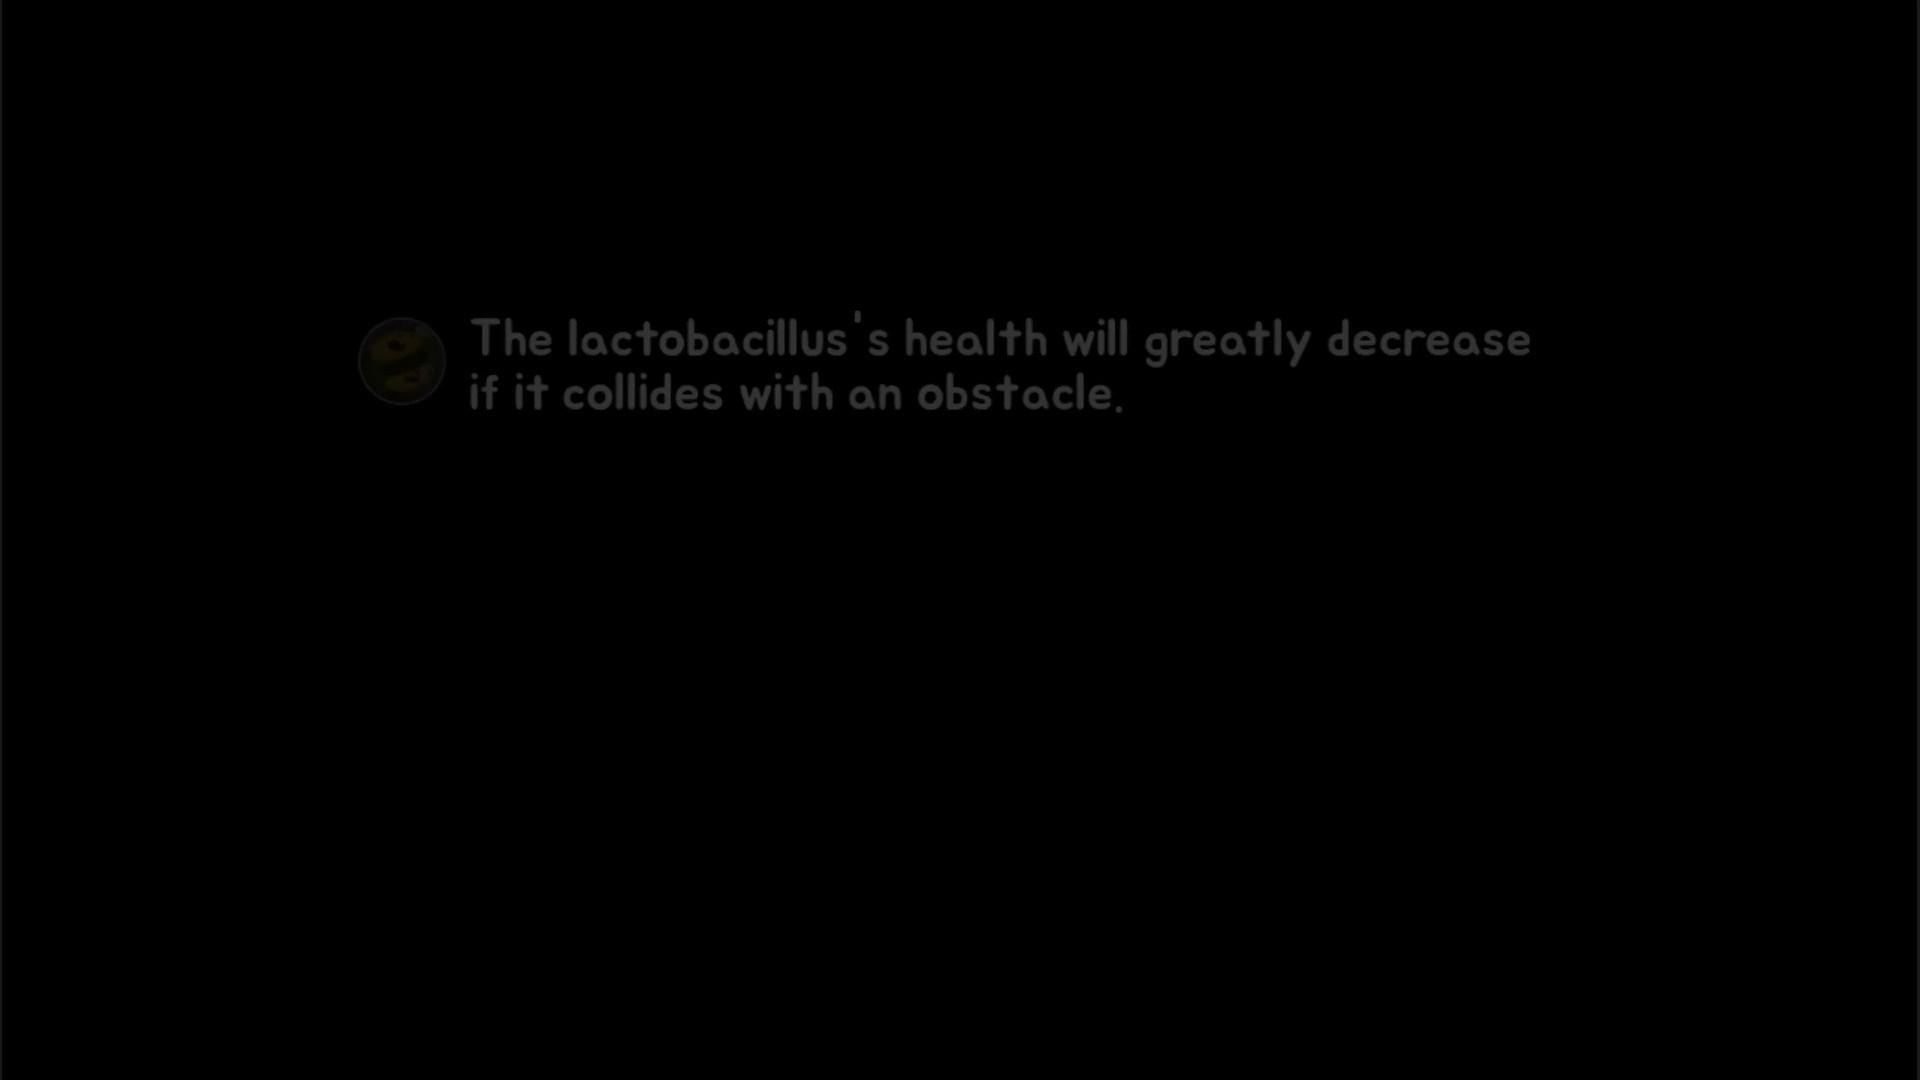 The lactobacillus's health will greatly decrease
if it collides with an obstacle.